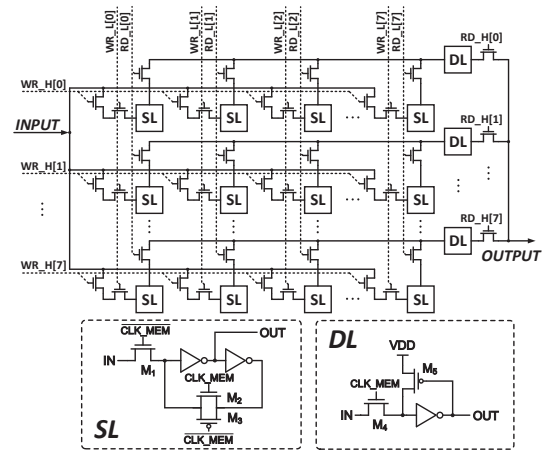 WR_L[0] RD_L[0] WR_L[1] RD_L[1] WR_L[2] RD_L[2] WR_L[7] RD_L[7]
RD_H[0]
DL
WR_H[0]
SL SL SL ... SL
INPUT
RD_H[1]
DL
WR_H[1]
SL SL SL ... SL
RD_H[7]
DL
OUTPUT
WR_H[7]
SL SL SL ... SL
CLK_MEM
IN
M1
OUT
CLK_MEM
M2
M3
CLK_MEM
SL
DL
VDD
M5
CLK_MEM
IN
M4
OUT